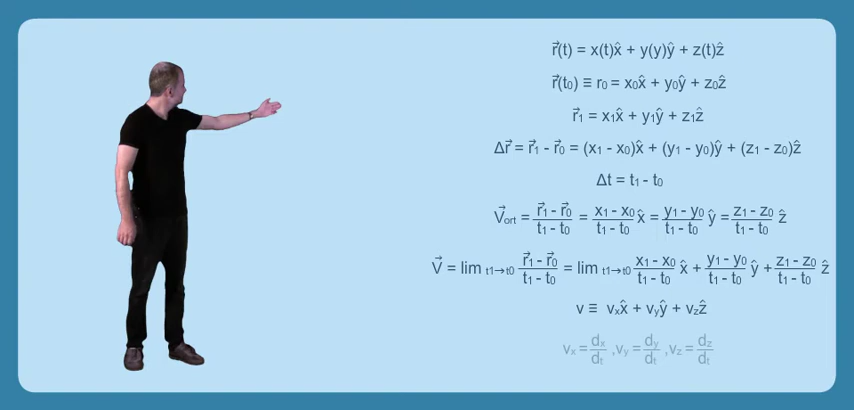 r⃗(t) = x(t)x̂ + y(y)ŷ + z(t)ẑ
r⃗(t₀) ≡ r₀ = x₀x̂ + y₀ŷ + z₀ẑ
r⃗₁ = x₁x̂ + y₁ŷ + z₁ẑ
Δr⃗ = r⃗₁ - r⃗₀ = (x₁ - x₀)x̂ + (y₁ - y₀)ŷ + (z₁ - z₀)ẑ
Δt = t₁ - t₀
V⃗ₒᵣₜ = (r⃗₁ - r⃗₀)/(t₁ - t₀) = (x₁ - x₀)/(t₁ - t₀) x̂ = (y₁ - y₀)/(t₁ - t₀) ŷ = (z₁ - z₀)/(t₁ - t₀) ẑ
V⃗ = lim t₁→t₀ (r⃗₁ - r⃗₀)/(t₁ - t₀) = lim t₁→t₀ (x₁ - x₀)/(t₁ - t₀) x̂ + (y₁ - y₀)/(t₁ - t₀) ŷ + (z₁ - z₀)/(t₁ - t₀) ẑ
v ≡ vₓx̂ + vᵧŷ + v_zẑ
vₓ = dₓ/dₜ , vᵧ = dᵧ/dₜ , v_z = d_z/dₜ